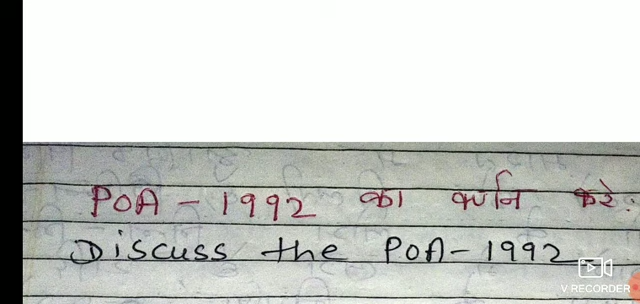 POA - 1992 का वर्णन करे.
Discuss the POA - 1992
V RECORDER